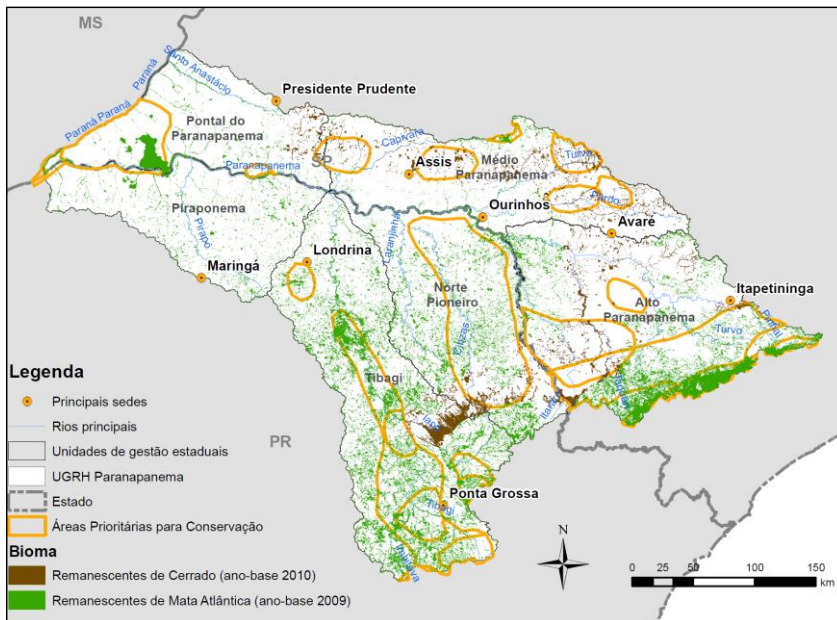 MS
Paraná
Santo Anastácio
Presidente Prudente
Paraná Paraná
Pontal do
Paranapanema
Capivara
SP
Assis
Médio
Paranapanema
Turvo
Paranapanema
Pardo
Piraponema
Ourinhos
Avaré
Pirapó
Laranjinha
Londrina
Maringá
Norte
Pioneiro
Cinzas
Alto
Paranapanema
Itapetininga
Turvo
Pinhal
Tibagi
Iapó
Itararé
PR
Ponta Grossa
Tibagi
Imbituva
Legenda
Principais sedes
Rios principais
Unidades de gestão estaduais
UGRH Paranapanema
Estado
Áreas Prioritárias para Conservação
Bioma
Remanescentes de Cerrado (ano-base 2010)
Remanescentes de Mata Atlântica (ano-base 2009)
N
0 25 50 100 150
km